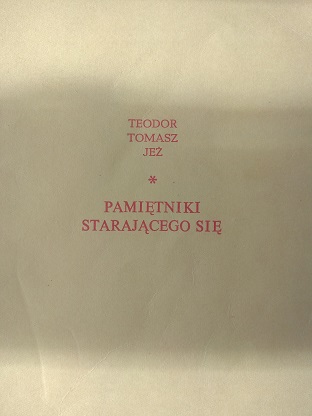 TEODOR
TOMASZ
JEŻ
*
PAMIĘTNIKI
STARAJĄCEGO SIĘ